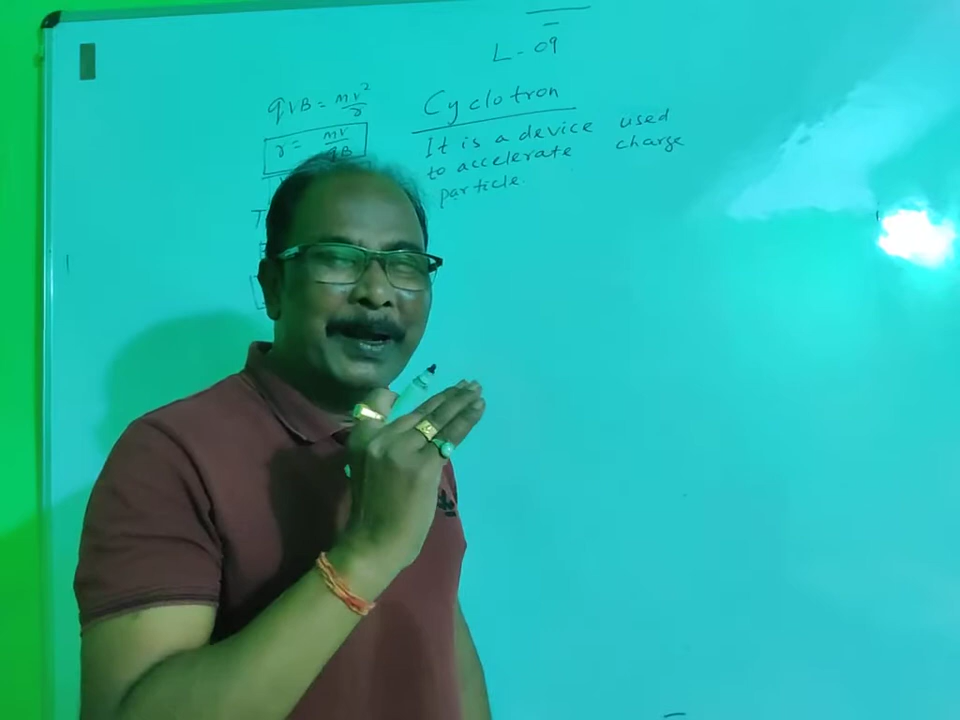 L - 09
qvB = mv²/r
r = mv/qB
T
Cyclotron
It is a device used
to accelerate charge
particle.